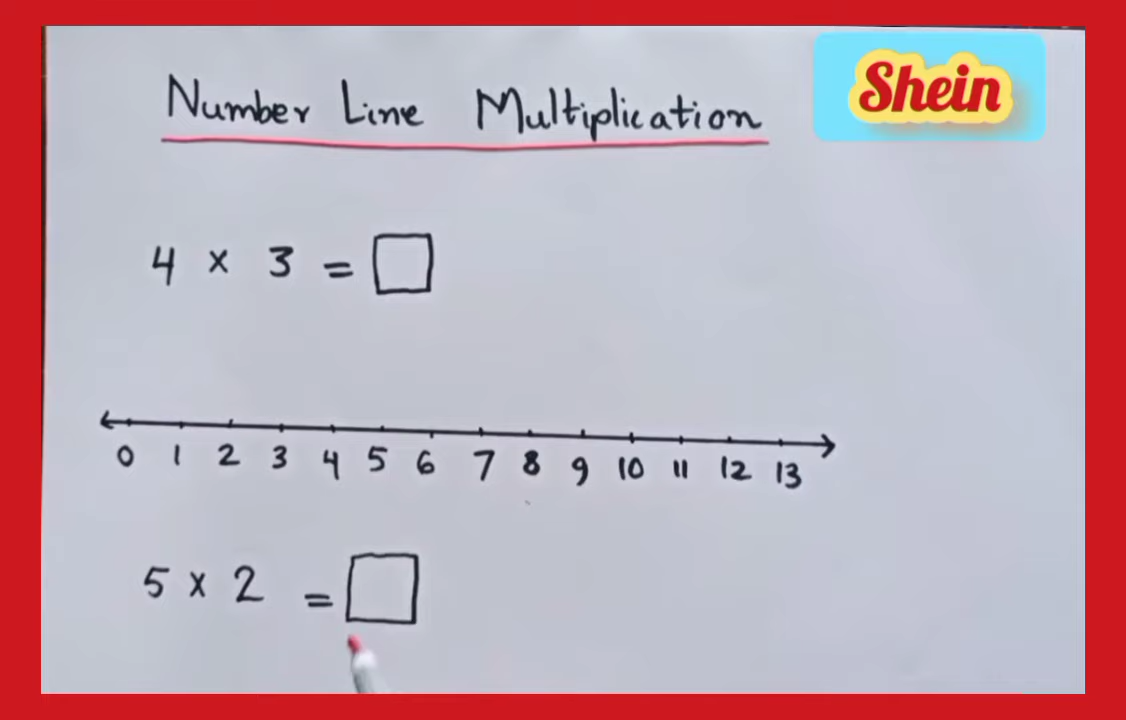 Number Line Multiplication
Shein
4 × 3 = □
0 1 2 3 4 5 6 7 8 9 10 11 12 13
5 × 2 = □